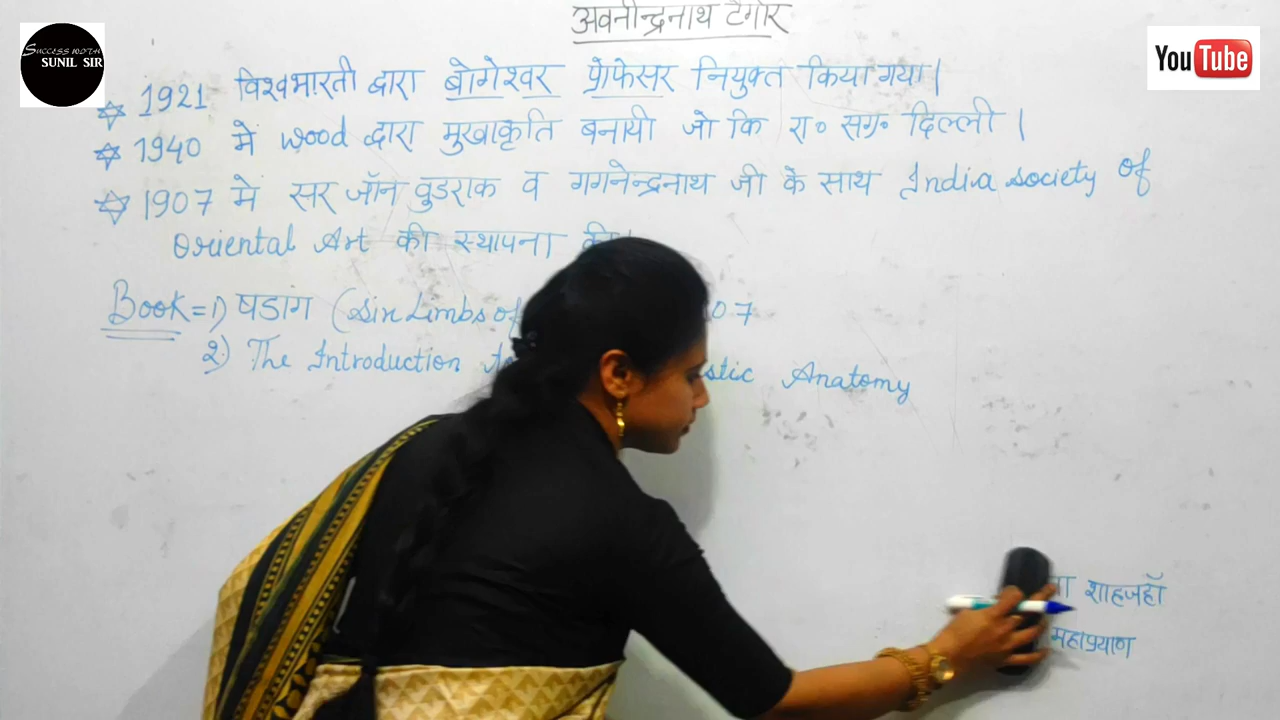 SUCCESS WITH
SUNIL SIR
YouTube
अवनीन्द्रनाथ टैगोर
1921 विश्वभारती द्वारा बोगेश्वर प्रोफेसर नियुक्त किया गया।
1940 में wood द्वारा मुखाकृति बनायी जो कि रा॰ सग्र॰ दिल्ली।
1907 में सर जॉन वुडराक व गगनेन्द्रनाथ जी के साथ India society of
Oriental Art की स्थापना
Book = 1) षडांग (Six Limbs of 07
2) The Introduction Anatomy
शाहजहाँ
महाप्रयाण